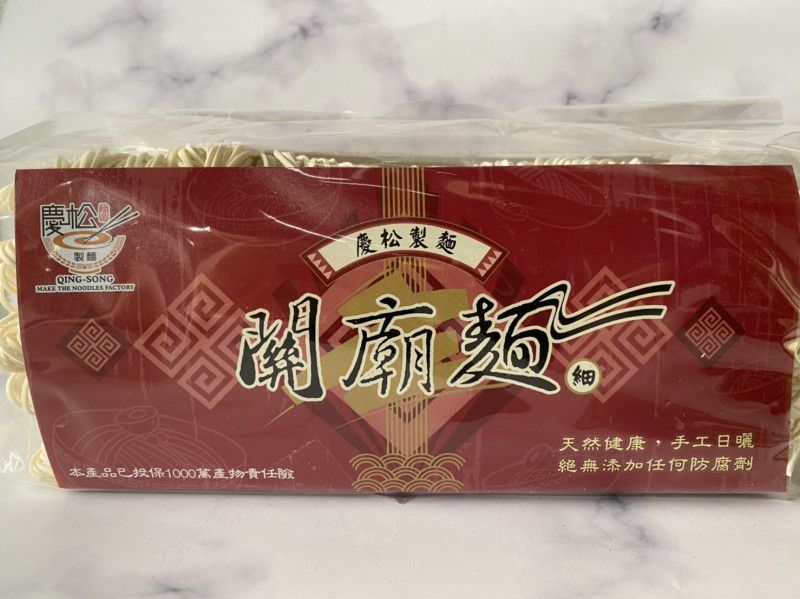 慶松
製麵
QING-SONG
MAKE THE NOODLES FACTORY
慶松製麵
關廟麵
細
天然健康，手工日曬
絕無添加任何防腐劑
本產品已投保1000萬產物責任險